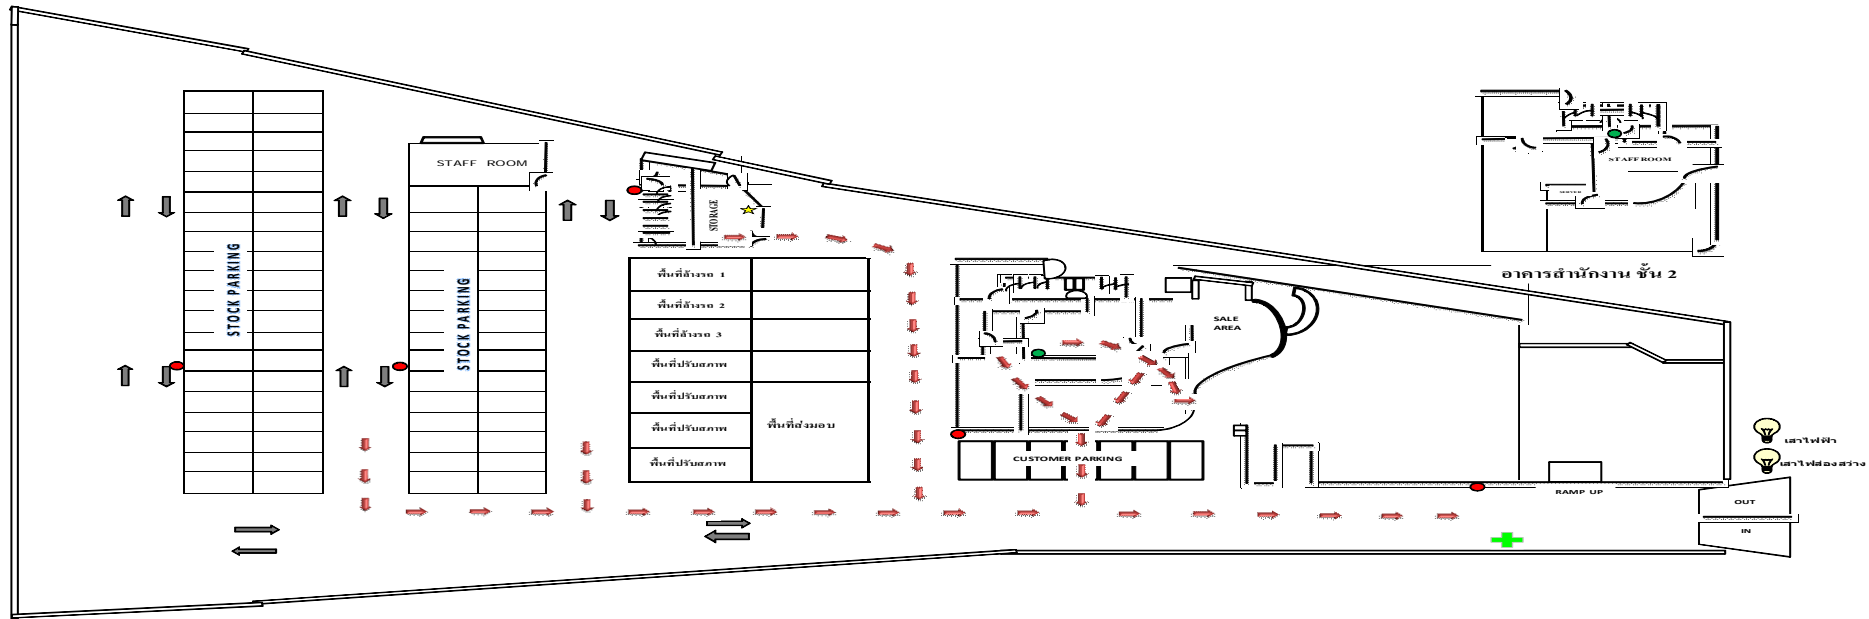 STAFF ROOM
STAFF ROOM
SERVER
อาคารสำนักงาน ชั้น 2
STORAGE
STOCK PARKING
STOCK PARKING
พื้นที่ล้างรถ 1
พื้นที่ล้างรถ 2
พื้นที่ล้างรถ 3
พื้นที่ปรับสภาพ
พื้นที่ปรับสภาพ
พื้นที่ปรับสภาพ
พื้นที่ปรับสภาพ
พื้นที่ส่งมอบ
SALE
AREA
CUSTOMER PARKING
เสาไฟฟ้า
เสาไฟส่องสว่าง
RAMP UP
OUT
IN